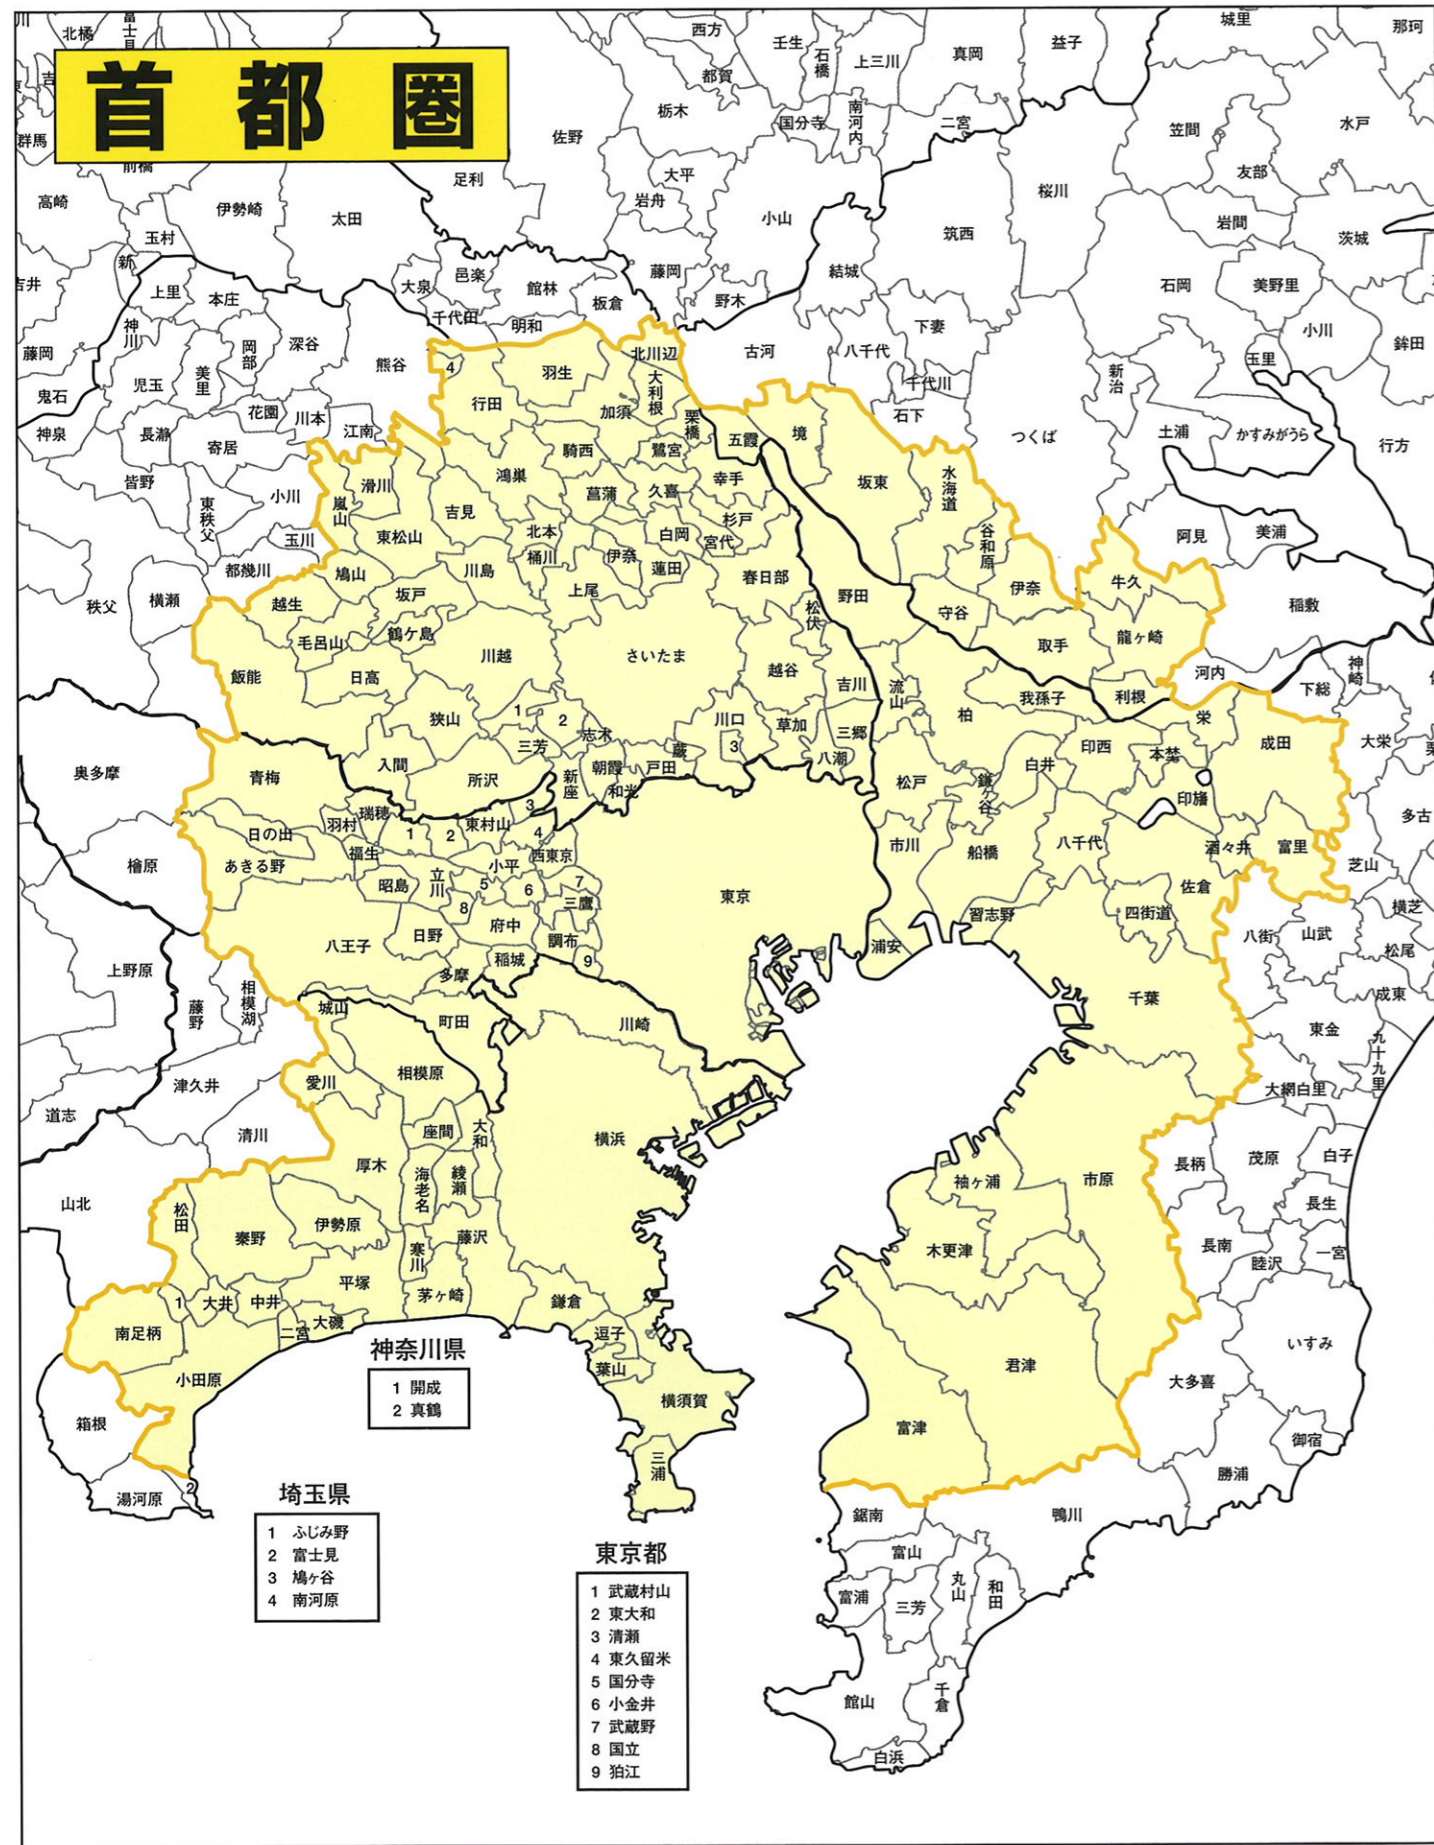 首都圏
北橘
富士見
西方
都賀
壬生
石橋
上三川
真岡
益子
城里
那珂
群馬
前橋
佐野
栃木
国分寺
南河内
二宮
笠間
水戸
友部
高崎
伊勢崎
太田
足利
大平
岩舟
小山
桜川
筑西
岩間
茨城
玉村
新
吉井
上里
本庄
大泉
邑楽
館林
板倉
藤岡
野木
結城
石岡
美野里
千代田
明和
神川
岡部
深谷
熊谷
古河
八千代
下妻
小川
鉾田
玉里
藤岡
鬼石
児玉
美里
花園
川本
江南
4
羽生
北川辺
大利根
千代川
石下
新治
神泉
長瀞
寄居
行田
加須
栗橋
五霞
境
つくば
土浦
かすみがうら
行方
皆野
東秩父
小川
嵐山
滑川
吉見
鴻巣
騎西
鷲宮
菖蒲
久喜
幸手
坂東
水海道
谷和原
玉川
東松山
北本
桶川
伊奈
白岡
蓮田
杉戸
宮代
阿見
美浦
都幾川
鳩山
川島
坂戸
上尾
春日部
松伏
野田
守谷
伊奈
牛久
稲敷
秩父
横瀬
越生
毛呂山
鶴ケ島
川越
さいたま
越谷
吉川
取手
龍ヶ崎
河内
神崎
下総
飯能
日高
狭山
1
2
志木
川口
3
草加
三郷
八潮
流山
柏
我孫子
利根
栄
成田
大栄
奥多摩
青梅
入間
所沢
三芳
新座
朝霞
和光
戸田
蕨
松戸
鎌ヶ谷
白井
印西
本埜
印旛
多古
檜原
日の出
羽村
瑞穂
1
2
東村山
3
4
西東京
市川
船橋
八千代
酒々井
富里
芝山
あきる野
福生
昭島
立川
小平
5
6
7
三鷹
東京
佐倉
四街道
習志野
横芝
上野原
八王子
日野
8
府中
調布
稲城
9
浦安
八街
山武
松尾
多摩
千葉
成東
藤野
相模湖
城山
町田
川崎
東金
九十九里
津久井
愛川
相模原
大網白里
道志
清川
厚木
座間
大和
横浜
海老名
綾瀬
袖ヶ浦
市原
長柄
茂原
白子
長生
山北
松田
秦野
伊勢原
寒川
藤沢
木更津
長南
睦沢
一宮
1
大井
中井
平塚
茅ヶ崎
鎌倉
南足柄
二宮
大磯
逗子
葉山
君津
いすみ
小田原
横須賀
大多喜
箱根
三浦
富津
御宿
湯河原
2
勝浦
神奈川県
1 開成
2 真鶴
埼玉県
1 ふじみ野
2 富士見
3 鳩ヶ谷
4 南河原
東京都
1 武蔵村山
2 東大和
3 清瀬
4 東久留米
5 国分寺
6 小金井
7 武蔵野
8 国立
9 狛江
鋸南
鴨川
富山
富浦
三芳
丸山
和田
館山
千倉
白浜